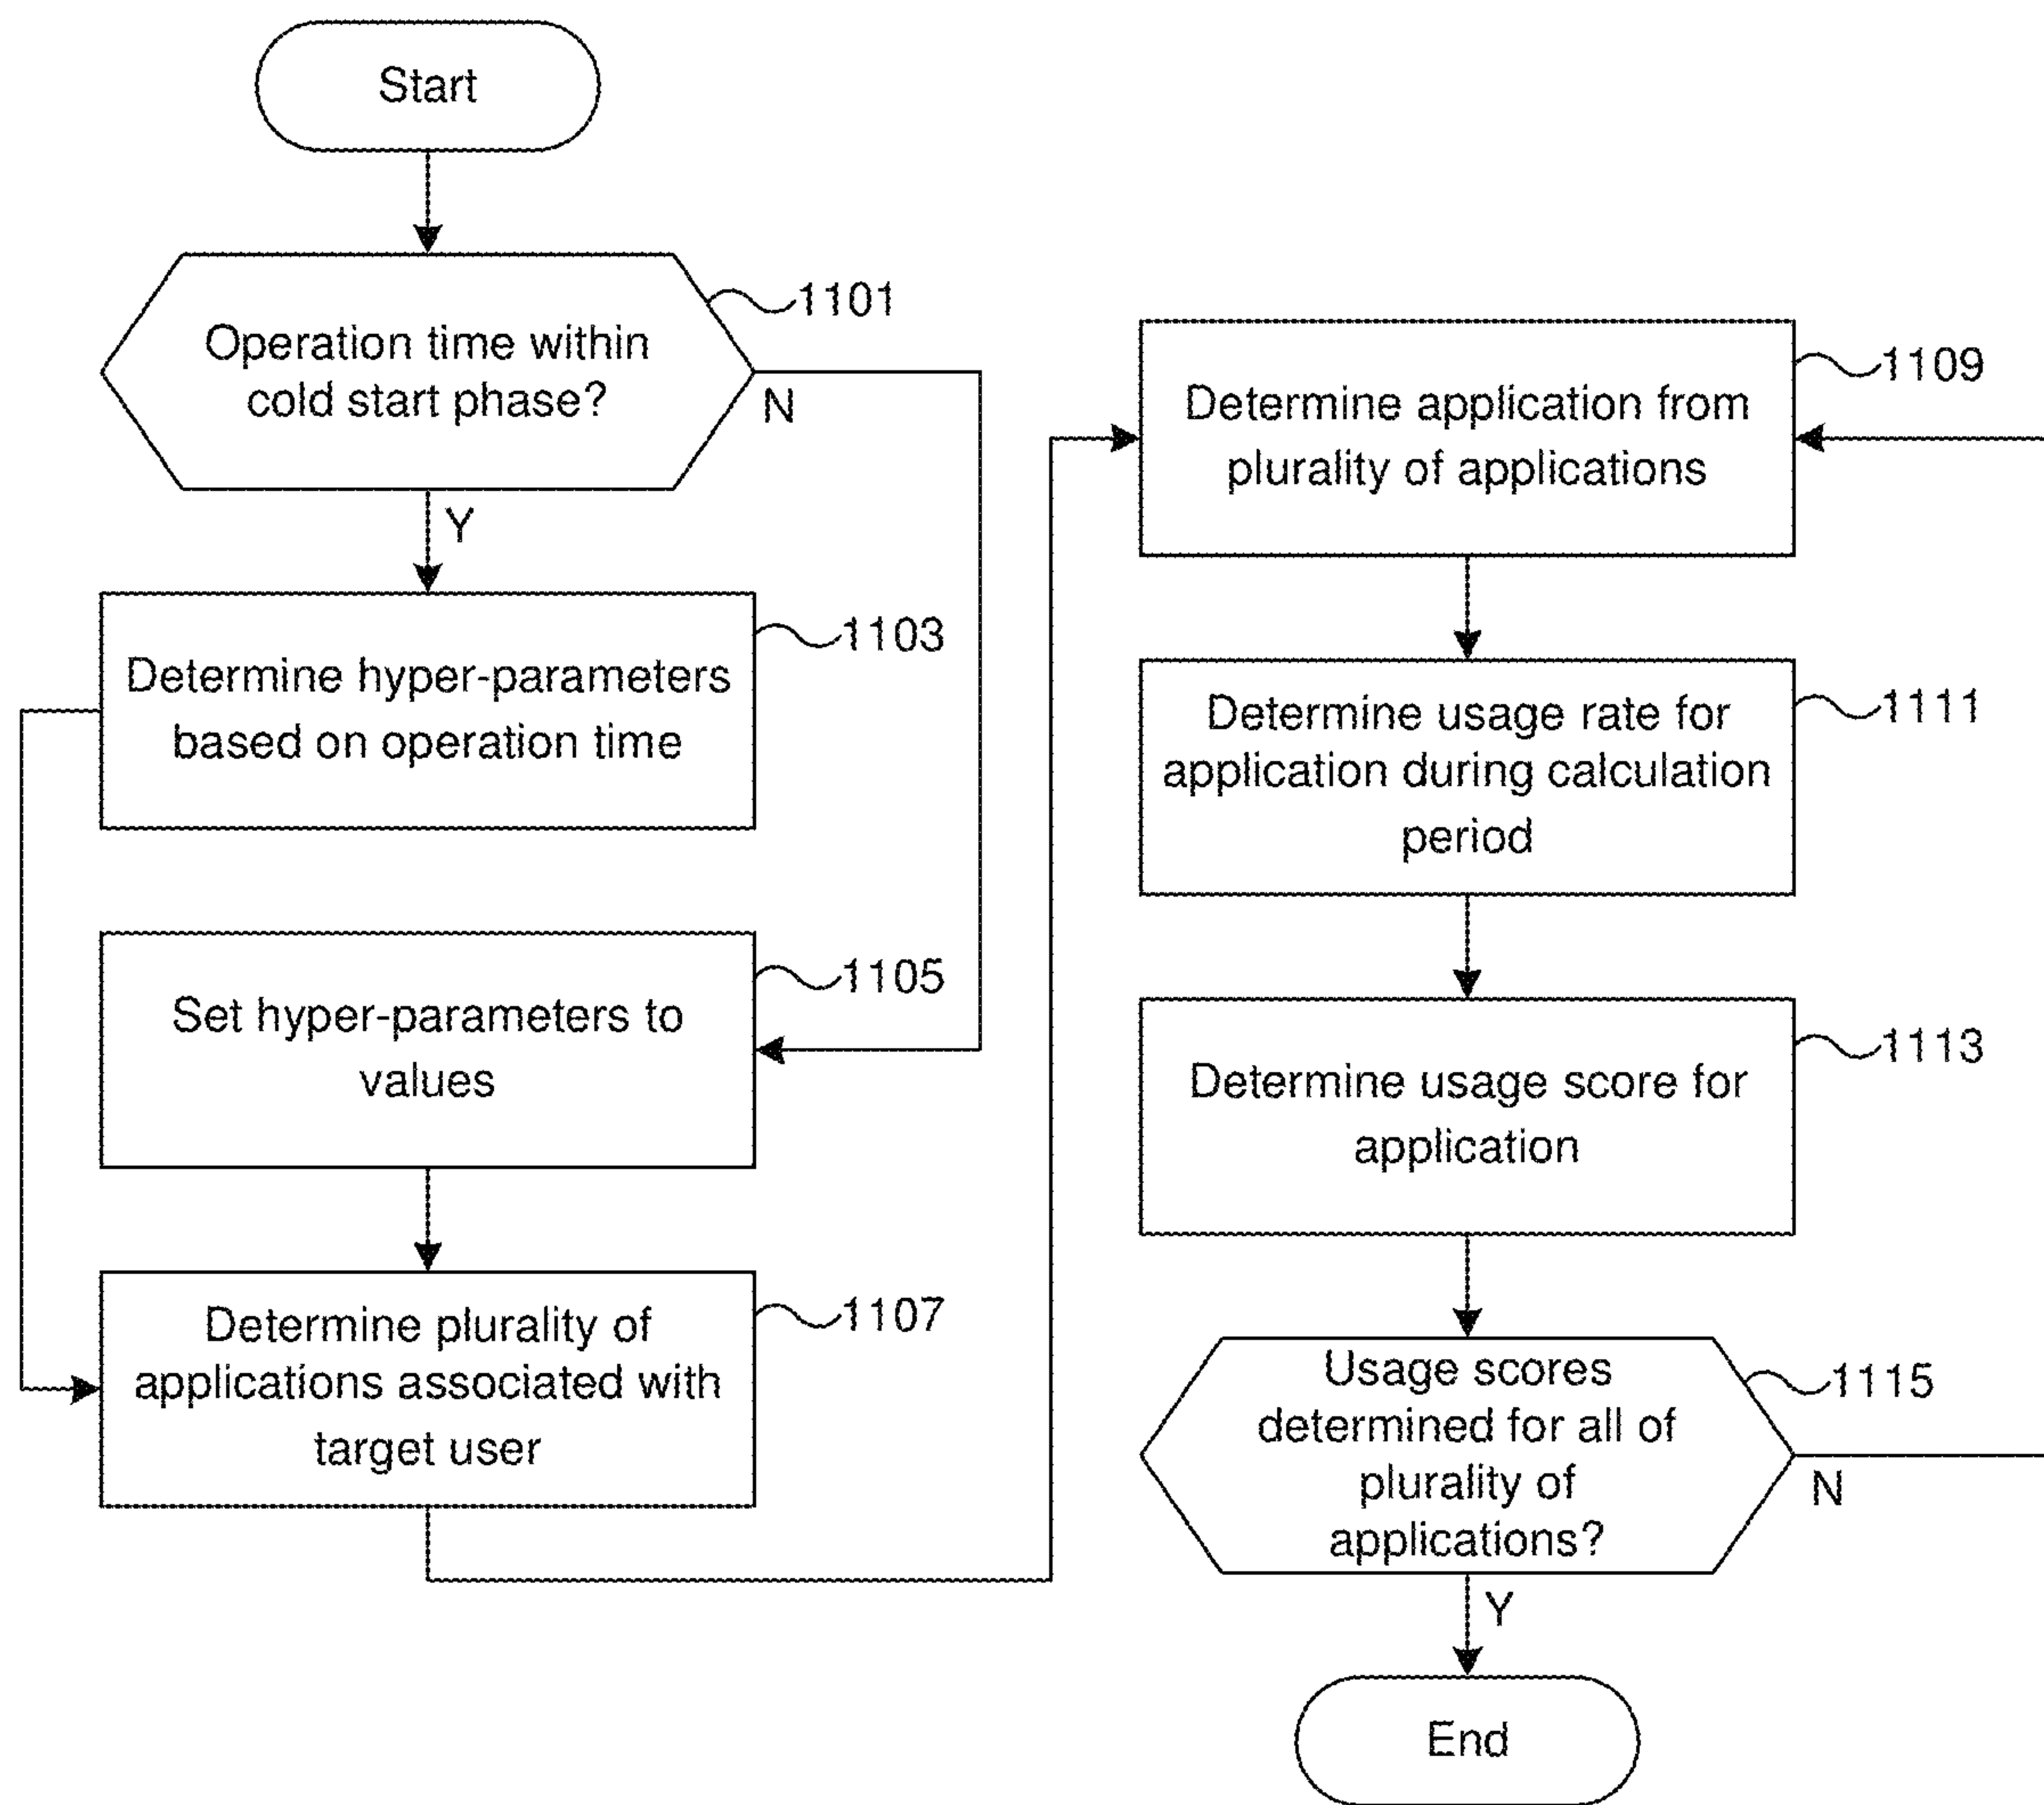 Start
Operation time within
cold start phase?
1101
N
Y
Determine hyper-parameters
based on operation time
1103
Set hyper-parameters to
values
1105
Determine plurality of
applications associated with
target user
1107
Determine application from
plurality of applications
1109
Determine usage rate for
application during calculation
period
1111
Determine usage score for
application
1113
Usage scores
determined for all of
plurality of
applications?
1115
N
Y
End